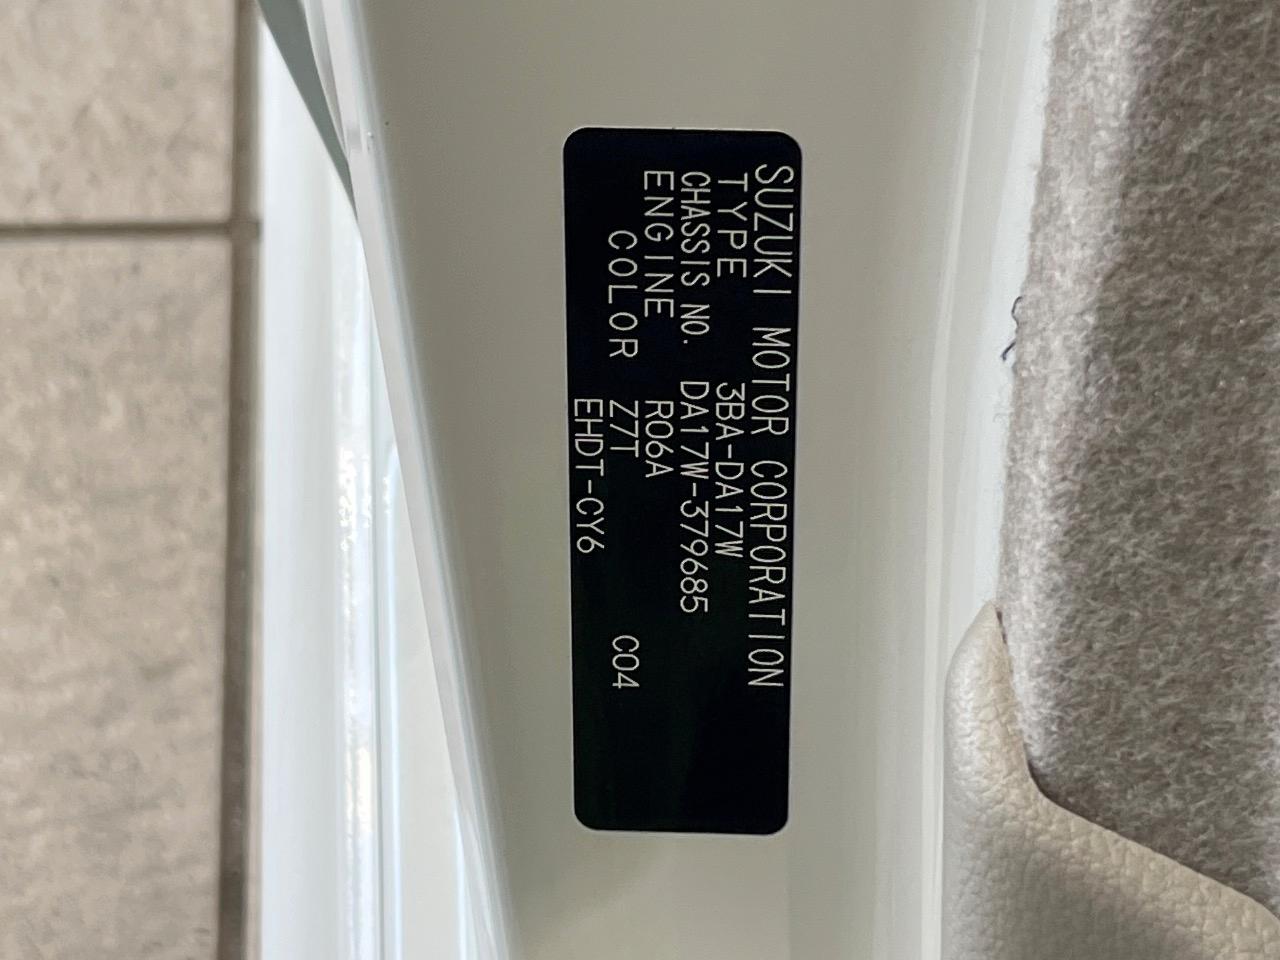 SUZUKI MOTOR CORPORATION
TYPE 3BA-DA17W
CHASSIS NO. DA17W-379685
ENGINE R06A
COLOR Z7T C04
EHDT-CY6